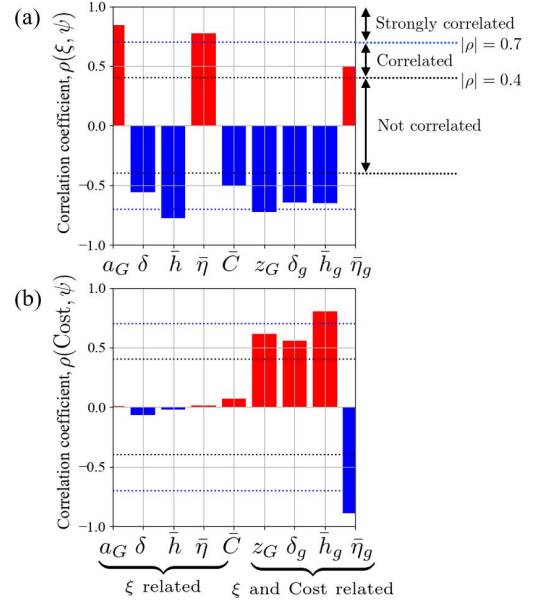 (a)
Correlation coefficient, ρ(ξ, ψ)
1.0
0.5
0.0
−0.5
−1.0
Strongly correlated
|ρ| = 0.7
Correlated
|ρ| = 0.4
Not correlated
a_G δ h̄ η̄ C̄ z_G δ_g h̄_g η̄_g
(b)
Correlation coefficient, ρ(Cost, ψ)
1.0
0.5
0.0
−0.5
−1.0
a_G δ h̄ η̄ C̄ z_G δ_g h̄_g η̄_g
ξ related ξ and Cost related